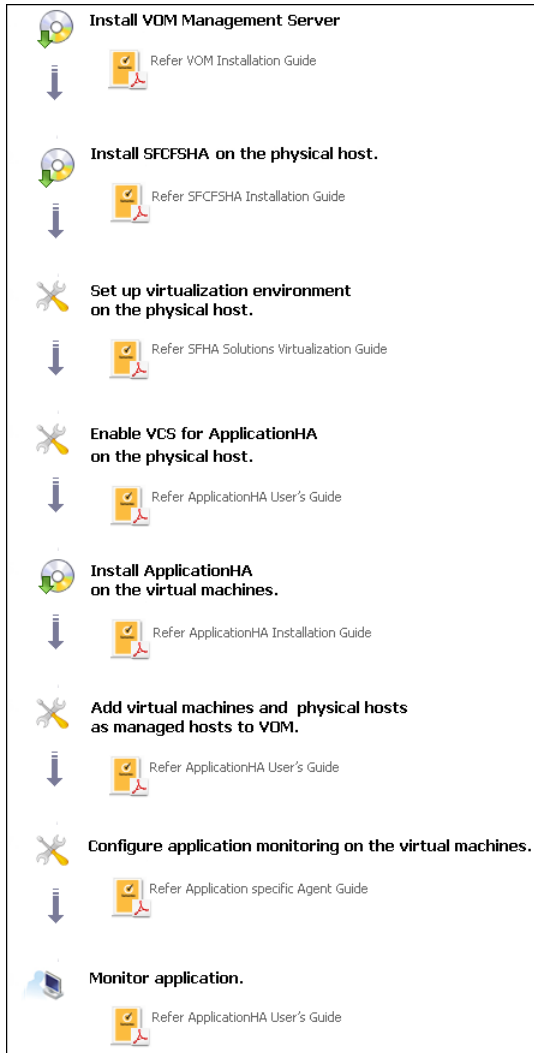 Install VOM Management Server
Refer VOM Installation Guide
Install SFCFSHA on the physical host.
Refer SFCFSHA Installation Guide
Set up virtualization environment
on the physical host.
Refer SFHA Solutions Virtualization Guide
Enable VCS for ApplicationHA
on the physical host.
Refer ApplicationHA User's Guide
Install ApplicationHA
on the virtual machines.
Refer ApplicationHA Installation Guide
Add virtual machines and physical hosts
as managed hosts to VOM.
Refer ApplicationHA User's Guide
Configure application monitoring on the virtual machines.
Refer Application specific Agent Guide
Monitor application.
Refer ApplicationHA User's Guide